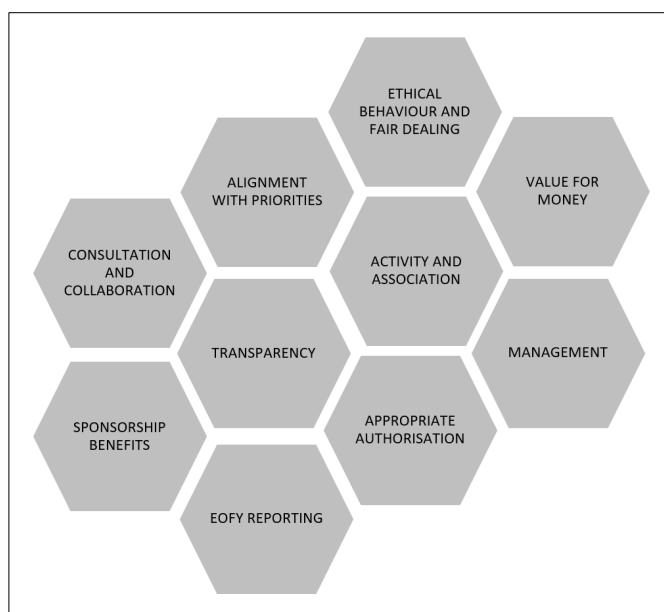 ETHICAL
BEHAVIOUR AND
FAIR DEALING
ALIGNMENT
WITH PRIORITIES
VALUE FOR
MONEY
CONSULTATION
AND
COLLABORATION
ACTIVITY AND
ASSOCIATION
TRANSPARENCY
MANAGEMENT
SPONSORSHIP
BENEFITS
APPROPRIATE
AUTHORISATION
EOFY REPORTING